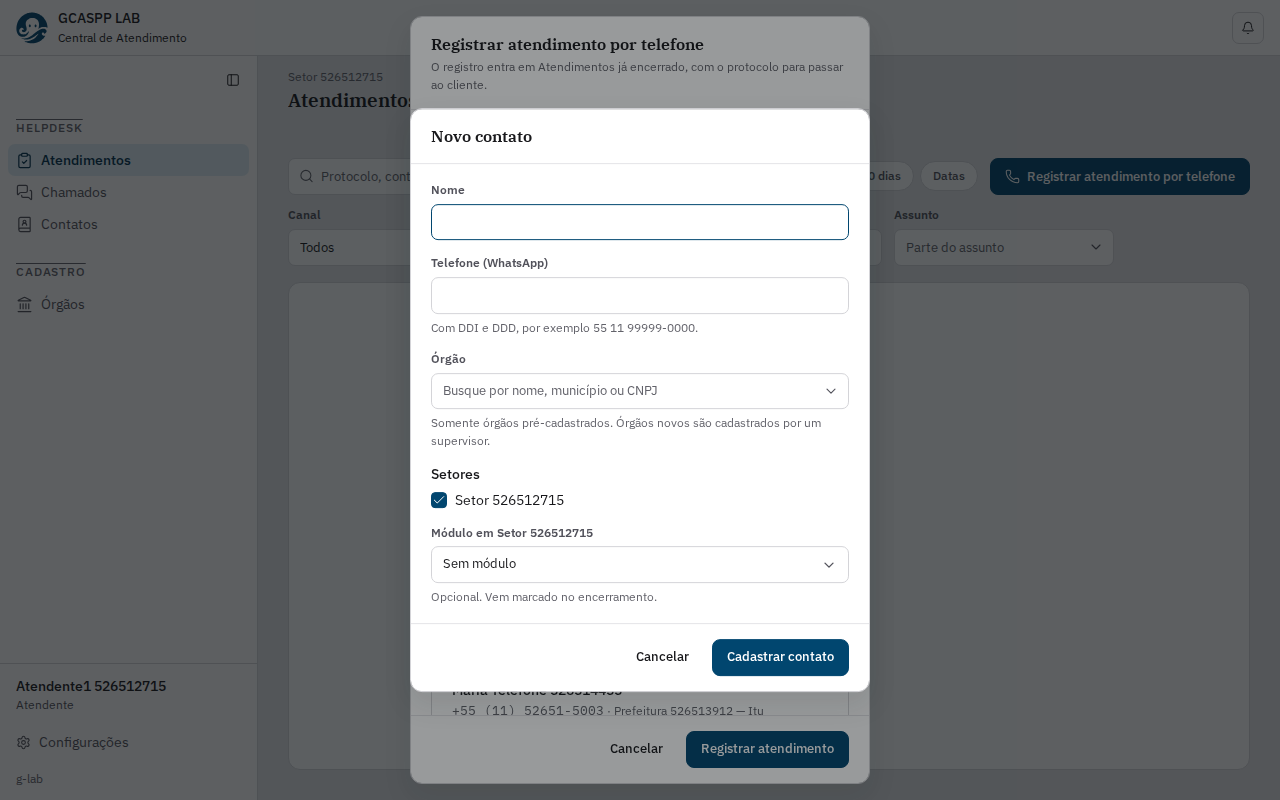 GCASPP LAB
Central de Atendimento
HELPDESK
Atendimentos
Chamados
Contatos
CADASTRO
Órgãos
Atendente1 526512715
Atendente
Configurações
g-lab
Setor 526512715
Atendimentos
Protocolo, cont
0 dias
Datas
Registrar atendimento por telefone
Canal
Todos
Assunto
Parte do assunto
Registrar atendimento por telefone
O registro entra em Atendimentos já encerrado, com o protocolo para passar
ao cliente.
Novo contato
Nome
Telefone (WhatsApp)
Com DDI e DDD, por exemplo 55 11 99999-0000.
Órgão
Busque por nome, município ou CNPJ
Somente órgãos pré-cadastrados. Órgãos novos são cadastrados por um
supervisor.
Setores
Setor 526512715
Módulo em Setor 526512715
Sem módulo
Opcional. Vem marcado no encerramento.
Cancelar
Cadastrar contato
+55 (11) 52651-5003 · Prefeitura 526513912 — Itu
Cancelar
Registrar atendimento